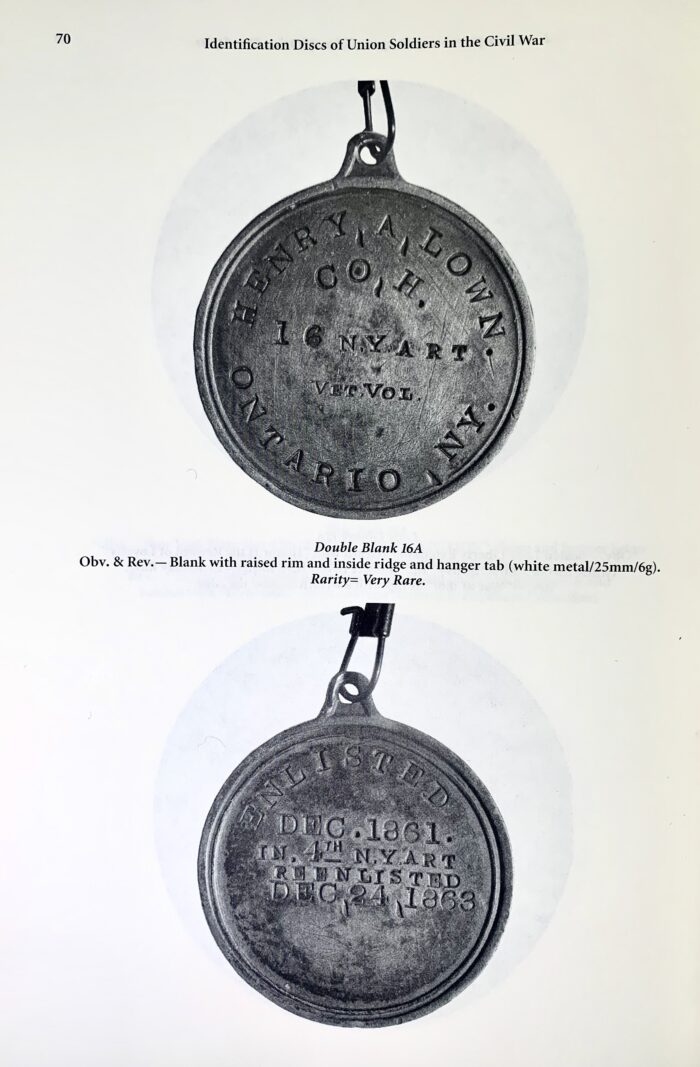 70
Identification Discs of Union Soldiers in the Civil War
HENRY, A, LOWN.
CO, H.
16 N.Y.ART.
VET.VOL.
ONTARIO, NY.
Double Blank 16A
Obv. & Rev.— Blank with raised rim and inside ridge and hanger tab (white metal/25mm/6g).
Rarity= Very Rare.
ENLISTED
DEC.1861.
IN. 4TH N.Y.ART
REENLISTED
DEC,24,1863